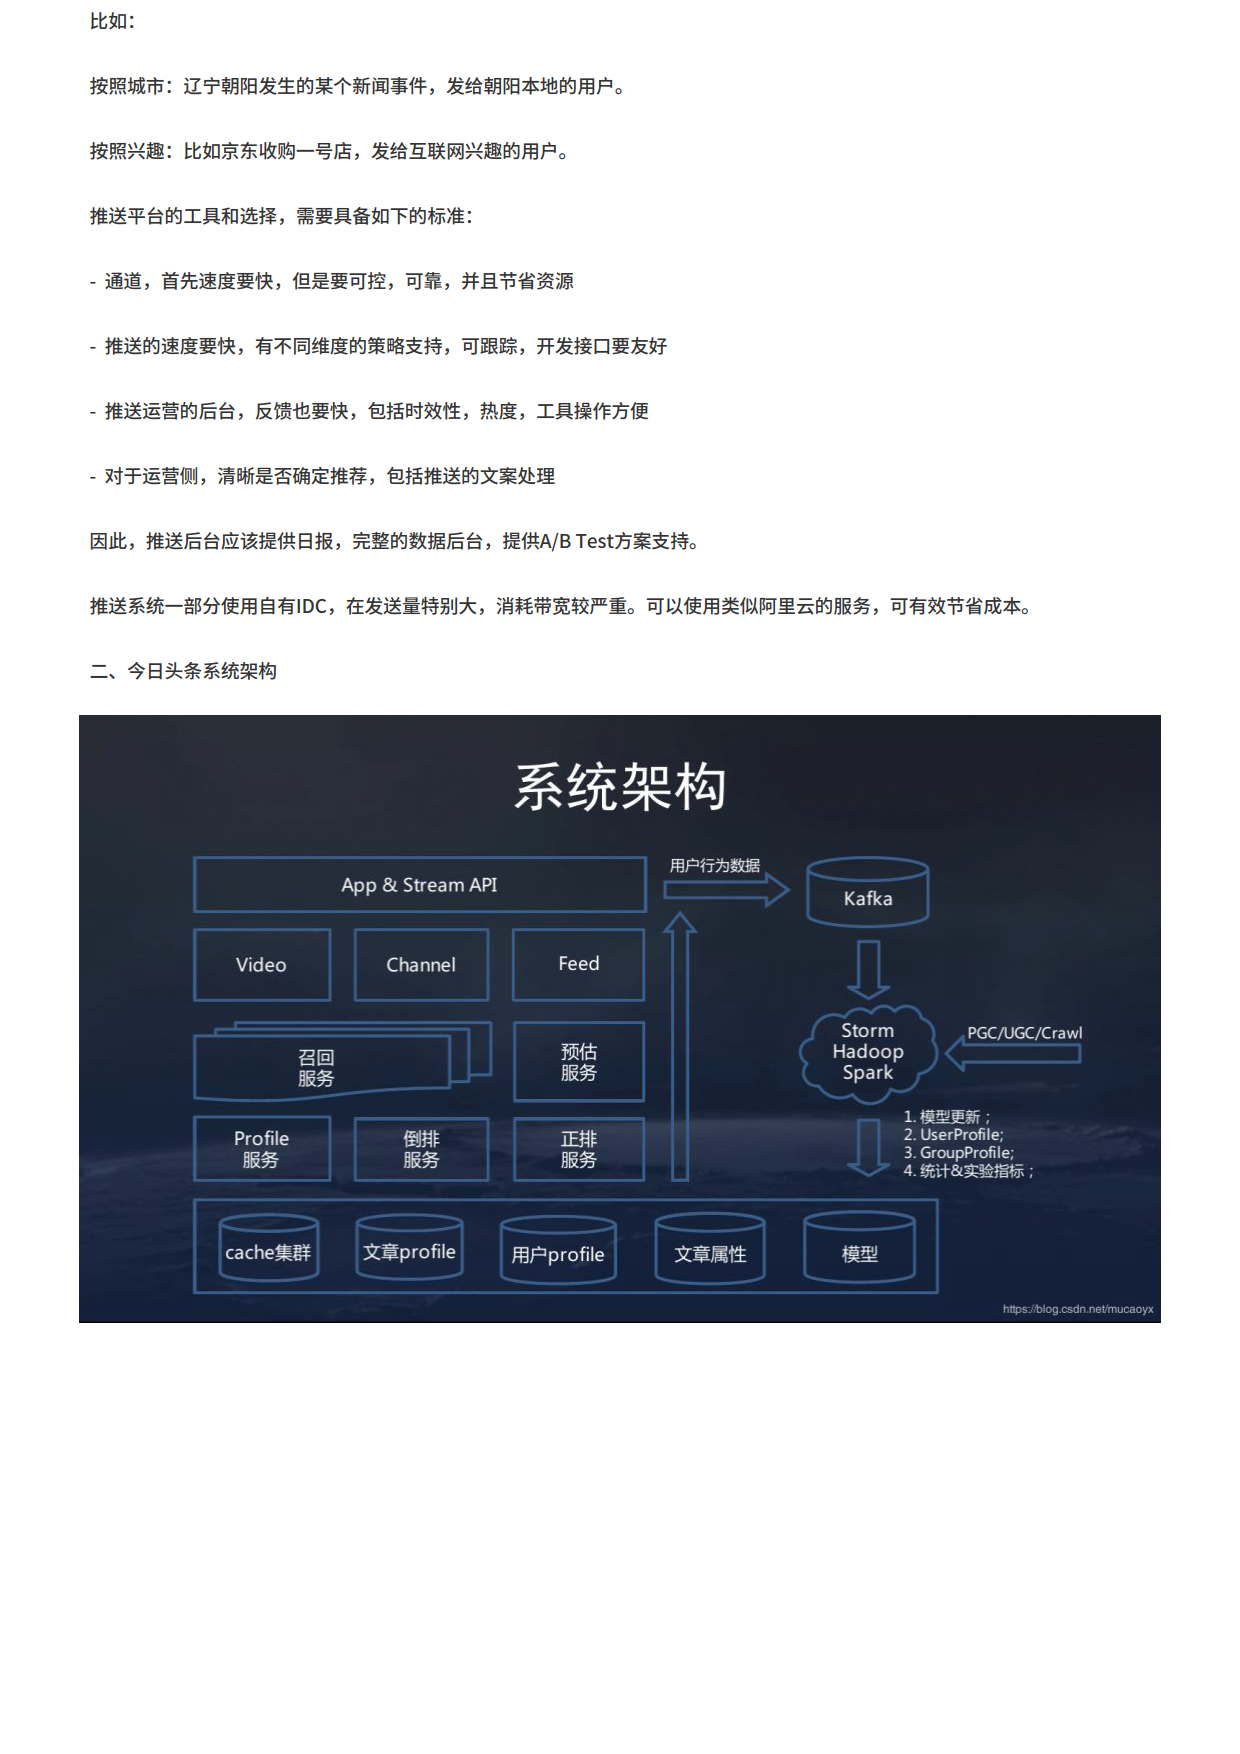 比如：
按照城市：辽宁朝阳发生的某个新闻事件，发给朝阳本地的用户。
按照兴趣：比如京东收购一号店，发给互联网兴趣的用户。
推送平台的工具和选择，需要具备如下的标准：
- 通道，首先速度要快，但是要可控，可靠，并且节省资源
- 推送的速度要快，有不同维度的策略支持，可跟踪，开发接口要友好
- 推送运营的后台，反馈也要快，包括时效性，热度，工具操作方便
- 对于运营侧，清晰是否确定推荐，包括推送的文案处理
因此，推送后台应该提供日报，完整的数据后台，提供A/B Test方案支持。
推送系统一部分使用自有IDC，在发送量特别大，消耗带宽较严重。可以使用类似阿里云的服务，可有效节省成本。
二、今日头条系统架构
系统架构
App & Stream API
用户行为数据
Kafka
Video
Channel
Feed
召回
服务
预估
服务
Storm
Hadoop
Spark
PGC/UGC/Crawl
Profile
服务
倒排
服务
正排
服务
1. 模型更新；
2. UserProfile;
3. GroupProfile;
4. 统计&实验指标；
cache集群
文章profile
用户profile
文章属性
模型
https://blog.csdn.net/mucaoyx